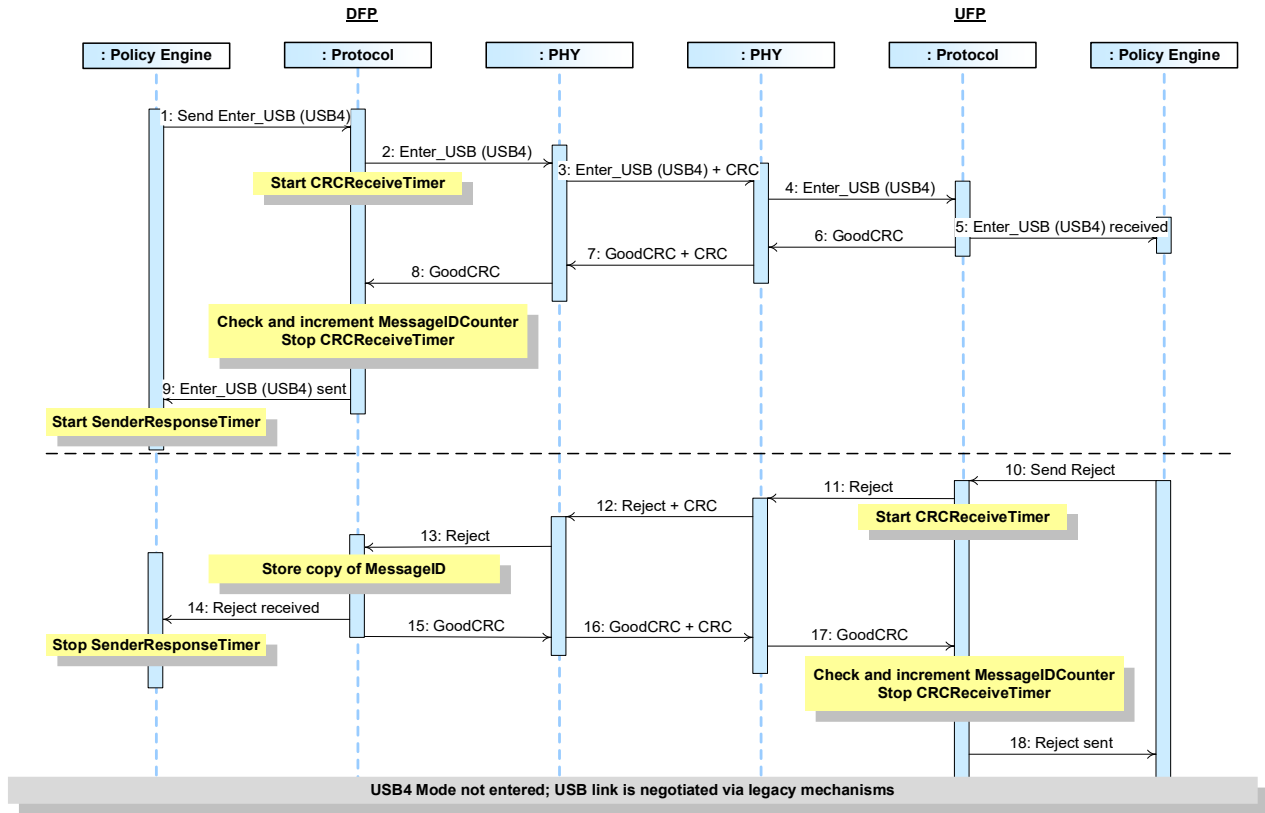 DFP
UFP
: Policy Engine
: Protocol
: PHY
: PHY
: Protocol
: Policy Engine
1: Send Enter_USB (USB4)
2: Enter_USB (USB4)
Start CRCReceiveTimer
3: Enter_USB (USB4) + CRC
4: Enter_USB (USB4)
5: Enter_USB (USB4) received
6: GoodCRC
7: GoodCRC + CRC
8: GoodCRC
Check and increment MessageIDCounter
Stop CRCReceiveTimer
9: Enter_USB (USB4) sent
Start SenderResponseTimer
10: Send Reject
11: Reject
Start CRCReceiveTimer
12: Reject + CRC
13: Reject
Store copy of MessageID
14: Reject received
Stop SenderResponseTimer
15: GoodCRC
16: GoodCRC + CRC
17: GoodCRC
Check and increment MessageIDCounter
Stop CRCReceiveTimer
18: Reject sent
USB4 Mode not entered; USB link is negotiated via legacy mechanisms